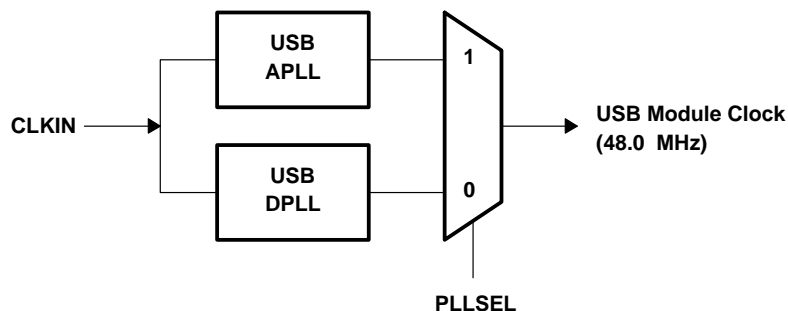 USB
APLL
1
CLKIN
USB Module Clock
(48.0 MHz)
USB
DPLL
0
PLLSEL